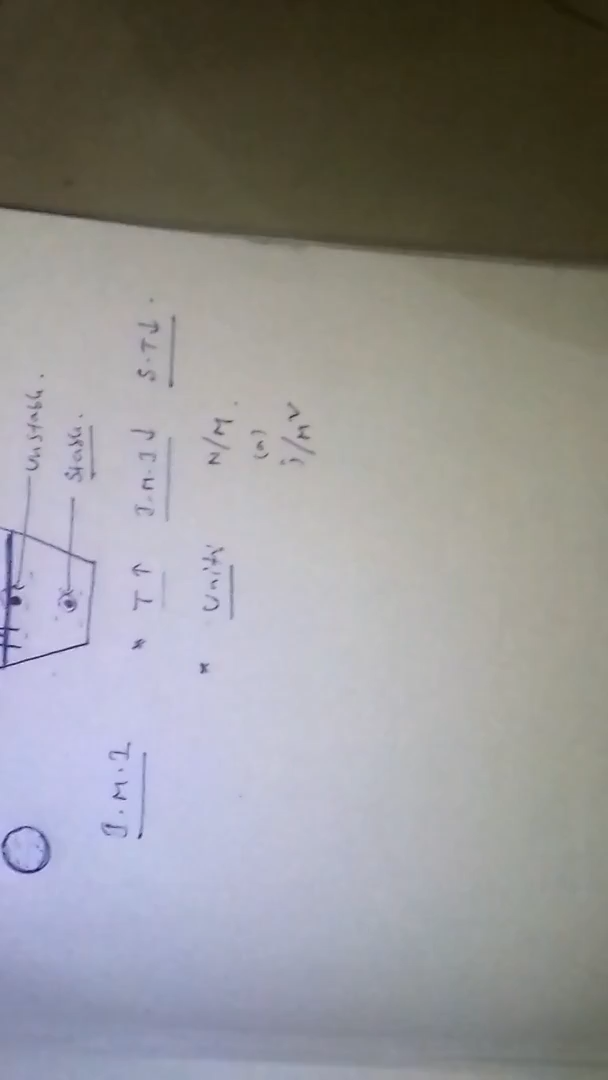 Unstable.
Stable.
I.M.I
* T↑ I.M.I↓ S.T↓.
* Units N/M.
(or)
J/M²